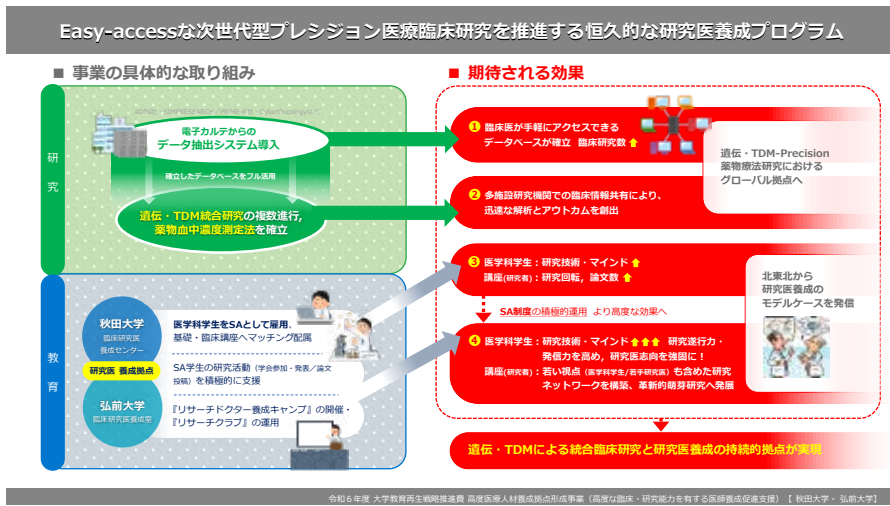 Easy-accessな次世代型プレシジョン医療臨床研究を推進する恒久的な研究医養成プログラム
■ 事業の具体的な取り組み
研究
電子カルテからの
データ抽出システム導入
確立したデータベースをフル活用
遺伝・TDM統合研究の複数進行,
薬物血中濃度測定法を確立
教育
秋田大学
臨床研究医
養成センター
研究医 養成拠点
弘前大学
臨床研究医養成室
医学科学生をSAとして雇用、
基礎・臨床講座へマッチング配属
SA学生の研究活動（学会参加・発表／論文
投稿）を積極的に支援
『リサーチドクター養成キャンプ』の開催・
『リサーチクラブ』の運用
■ 期待される効果
1 臨床医が手軽にアクセスできる
データベースが確立 臨床研究数⬆
2 多施設研究機関での臨床情報共有により、
迅速な解析とアウトカムを創出
遺伝・TDM-Precision
薬物療法研究における
グローバル拠点へ
3 医学科学生：研究技術・マインド⬆
講座(研究者)：研究回転，論文数⬆
SA制度の積極的運用 より高度な効果へ
4 医学科学生：研究技術・マインド⬆⬆⬆ 研究遂行力・
発信力を高め，研究医志向を強固に！
講座(研究者)：若い視点（医学科学生/若手研究医）も含めた研究
ネットワークを構築、革新的萌芽研究へ発展
北東北から
研究医養成の
モデルケースを発信
遺伝・TDMによる統合臨床研究と研究医養成の持続的拠点が実現
令和６年度 大学教育再生戦略推進費 高度医療人材養成拠点形成事業（高度な臨床・研究能力を有する医師養成促進支援）【 秋田大学・ 弘前大学】